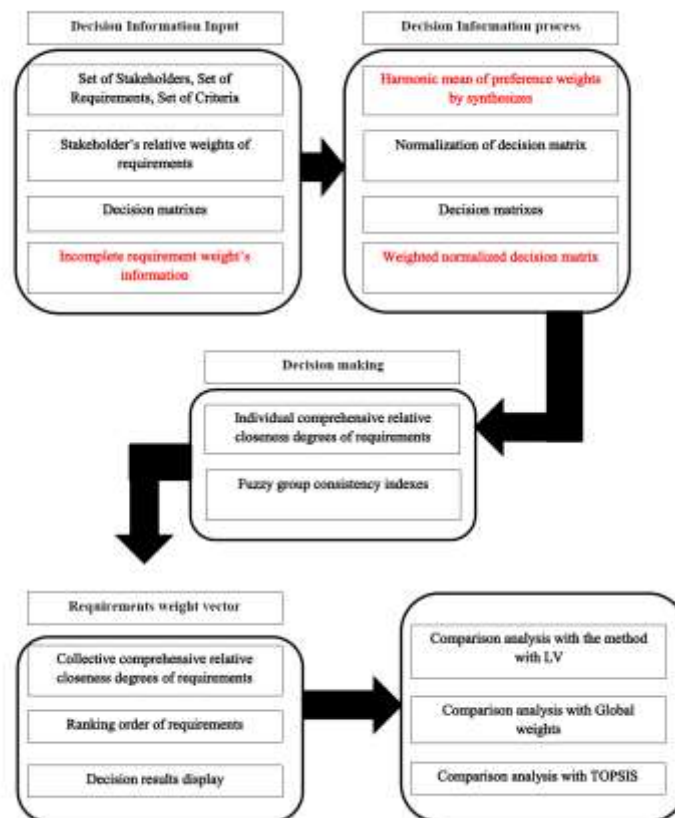 Decision Information Input
Set of Stakeholders, Set of
Requirements, Set of Criteria
Stakeholder's relative weights of
requirements
Decision matrixes
Incomplete requirement weight's
information
Decision Information process
Harmonic mean of preference weights
by synthesizes
Normalization of decision matrix
Decision matrixes
Weighted normalized decision matrix
Decision making
Individual comprehensive relative
closeness degrees of requirements
Fuzzy group consistency indexes
Requirements weight vector
Collective comprehensive relative
closeness degrees of requirements
Ranking order of requirements
Decision results display
Comparison analysis with the method
with LV
Comparison analysis with Global
weights
Comparison analysis with TOPSIS